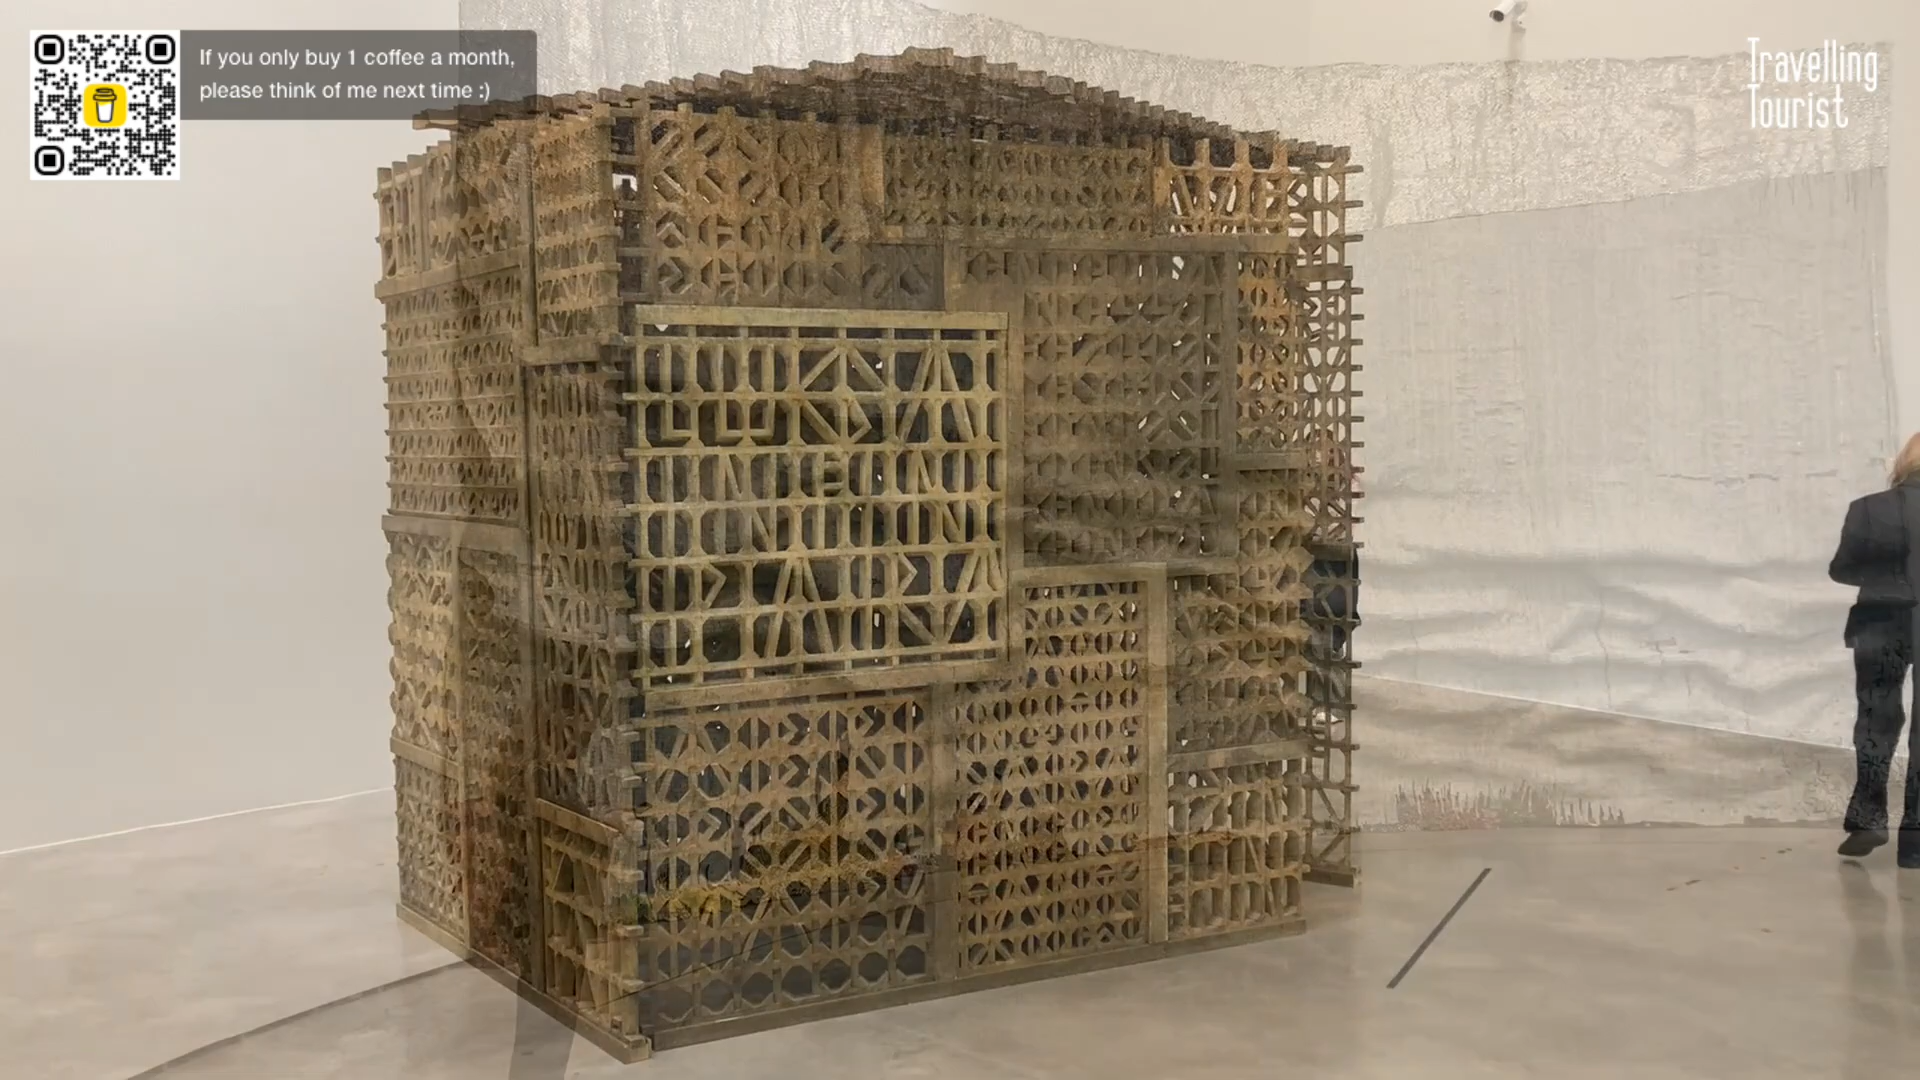 If you only buy 1 coffee a month,
please think of me next time :)
Travelling
Tourist